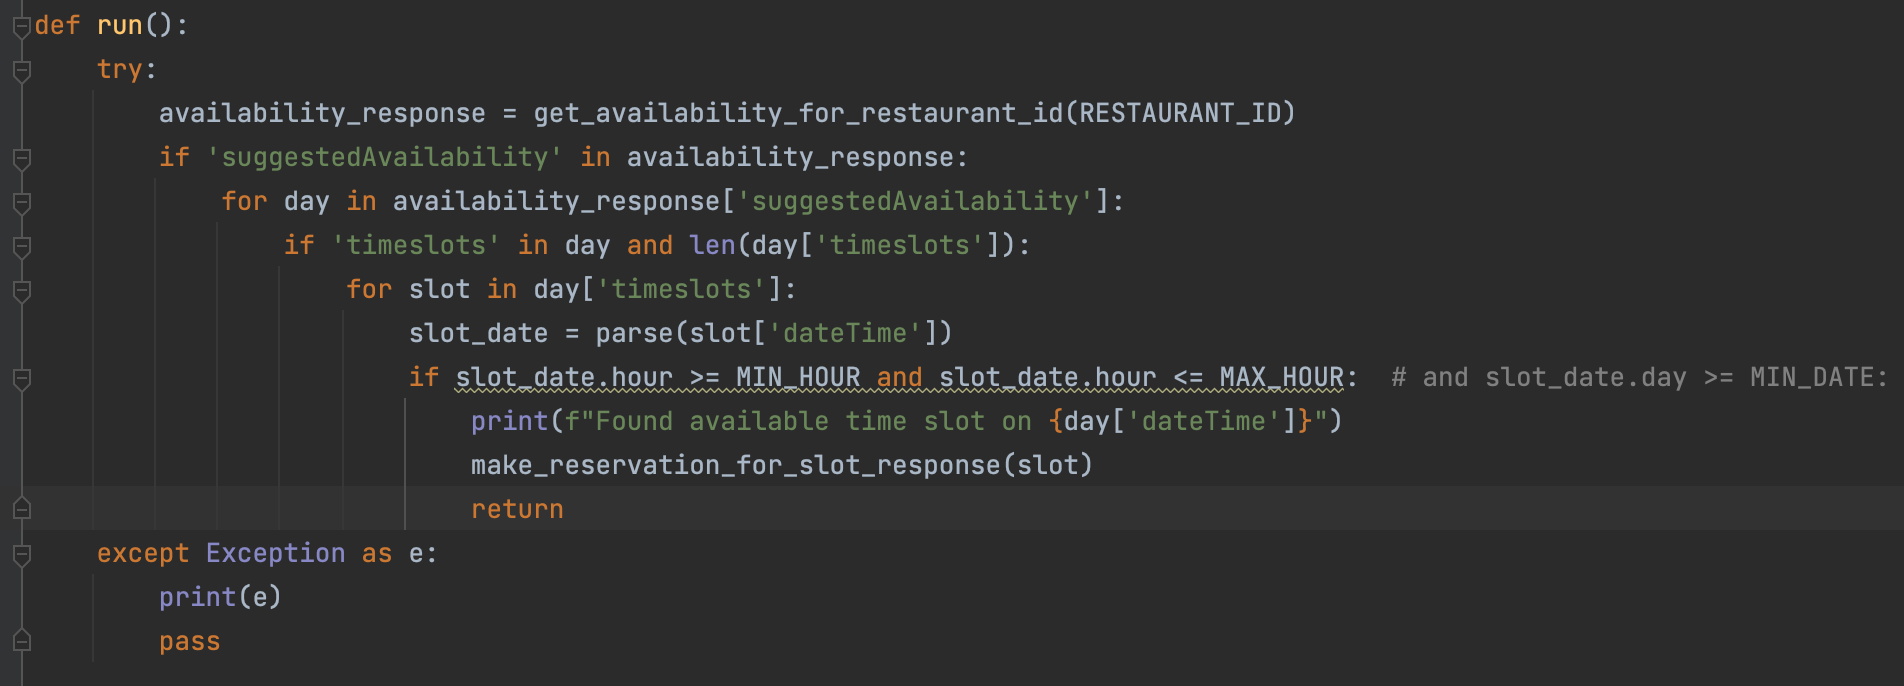 def run():
    try:
        availability_response = get_availability_for_restaurant_id(RESTAURANT_ID)
        if 'suggestedAvailability' in availability_response:
            for day in availability_response['suggestedAvailability']:
                if 'timeslots' in day and len(day['timeslots']):
                    for slot in day['timeslots']:
                        slot_date = parse(slot['dateTime'])
                        if slot_date.hour >= MIN_HOUR and slot_date.hour <= MAX_HOUR:  # and slot_date.day >= MIN_DATE:
                            print(f"Found available time slot on {day['dateTime']}")
                            make_reservation_for_slot_response(slot)
                            return
    except Exception as e:
        print(e)
        pass